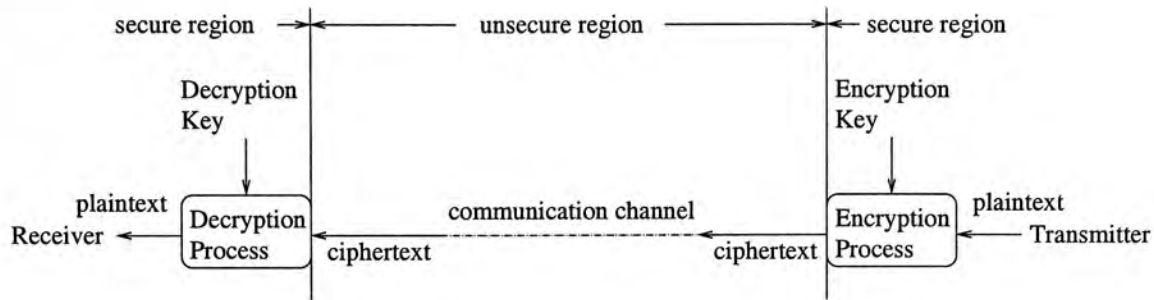 secure region
unsecure region
secure region
Decryption
Key
Encryption
Key
plaintext
Receiver
Decryption
Process
ciphertext
communication channel
ciphertext
Encryption
Process
plaintext
Transmitter